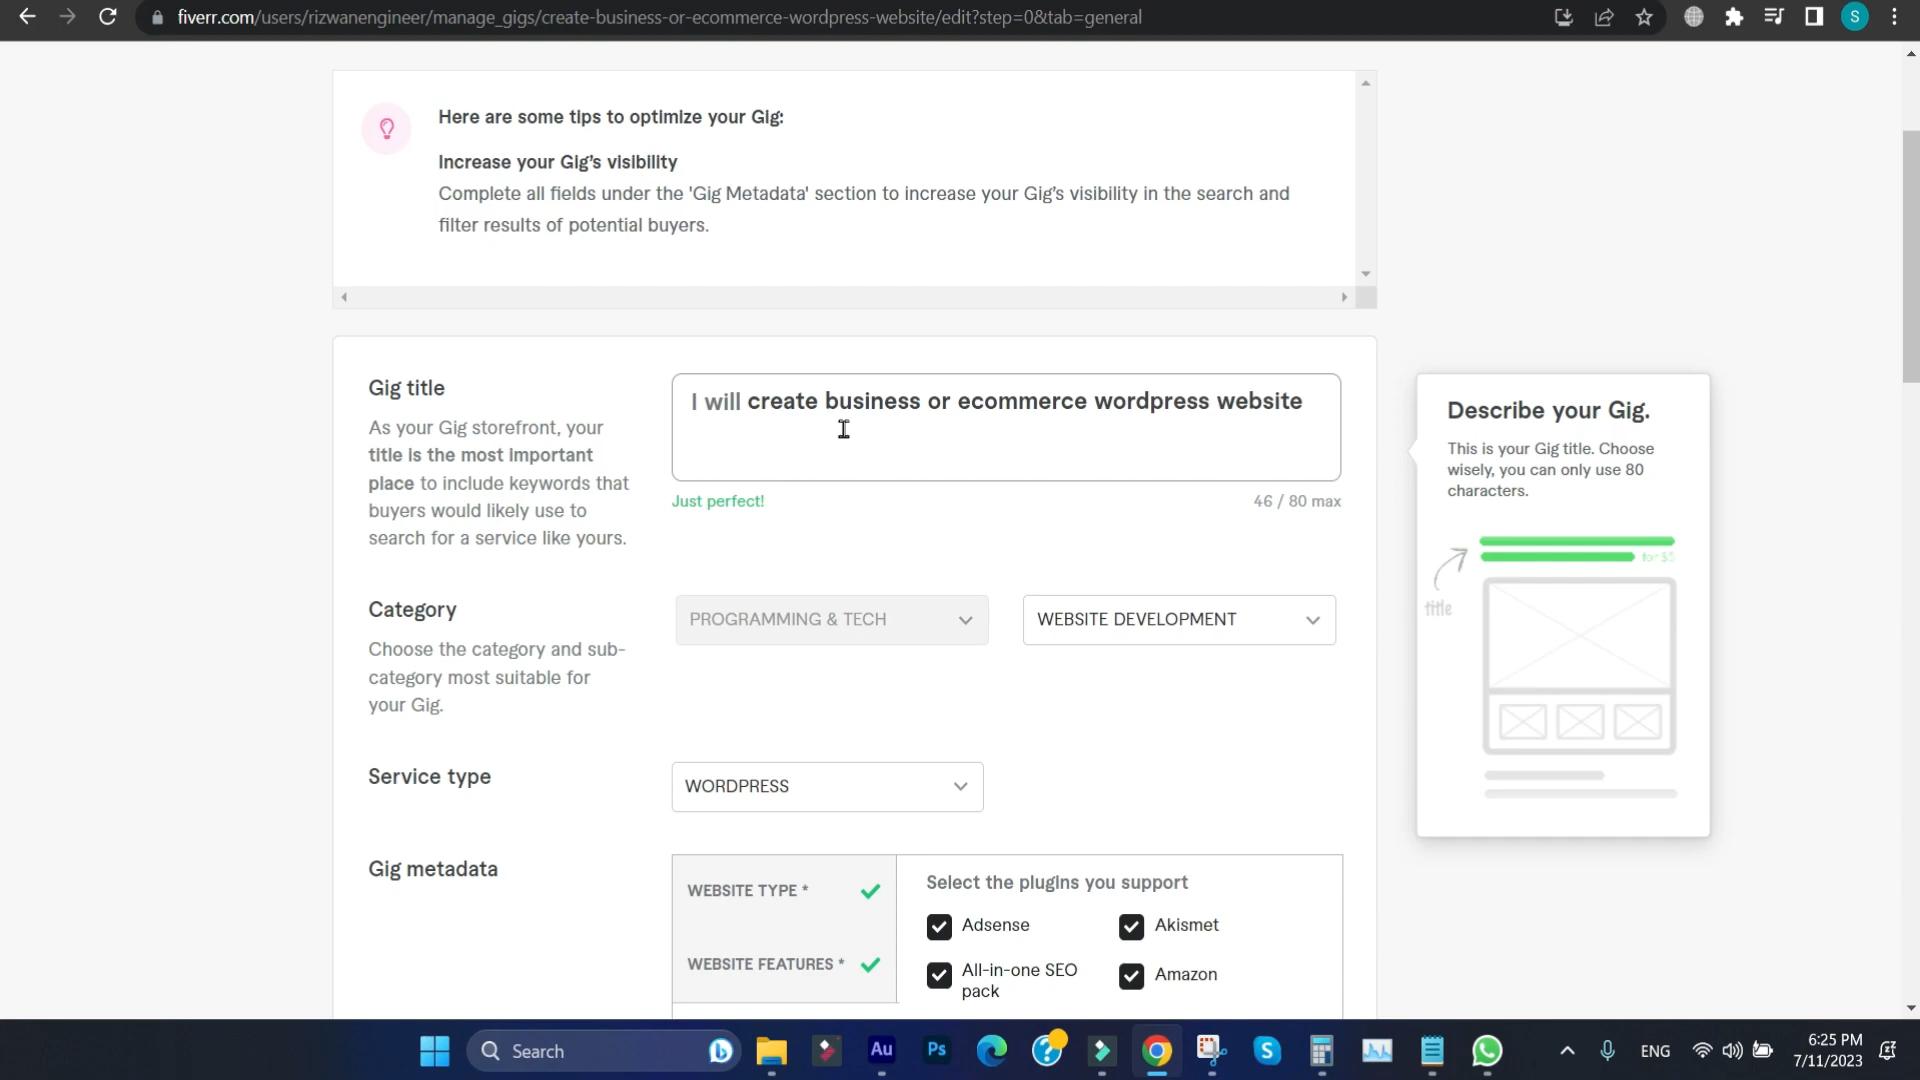 fiverr.com/users/rizwanengineer/manage_gigs/create-business-or-ecommerce-wordpress-website/edit?step=0&tab=general
S
Here are some tips to optimize your Gig:
Increase your Gig's visibility
Complete all fields under the 'Gig Metadata' section to increase your Gig's visibility in the search and
filter results of potential buyers.
Gig title
As your Gig storefront, your
title is the most important
place to include keywords that
buyers would likely use to
search for a service like yours.
I will create business or ecommerce wordpress website
Just perfect!
46 / 80 max
Describe your Gig.
This is your Gig title. Choose
wisely, you can only use 80
characters.
for $5
title
Category
Choose the category and sub-
category most suitable for
your Gig.
PROGRAMMING & TECH
WEBSITE DEVELOPMENT
Service type
WORDPRESS
Gig metadata
WEBSITE TYPE *
WEBSITE FEATURES *
Select the plugins you support
Adsense
Akismet
All-in-one SEO
pack
Amazon
Search
Au
Ps
ENG
6:25 PM
7/11/2023